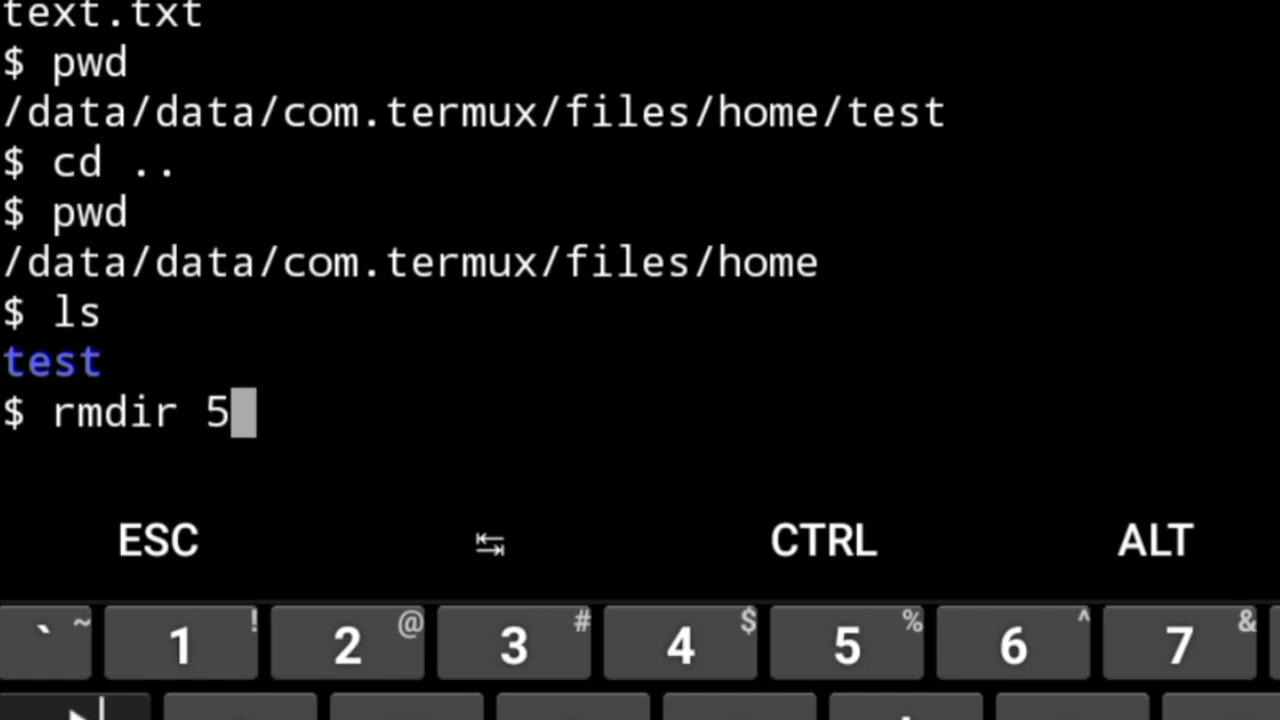 text.txt
$ pwd
/data/data/com.termux/files/home/test
$ cd ..
$ pwd
/data/data/com.termux/files/home
$ ls
test
$ rmdir 5
ESC ↹ CTRL ALT
` ~ 1 ! 2 @ 3 # 4 $ 5 % 6 ^ 7 &